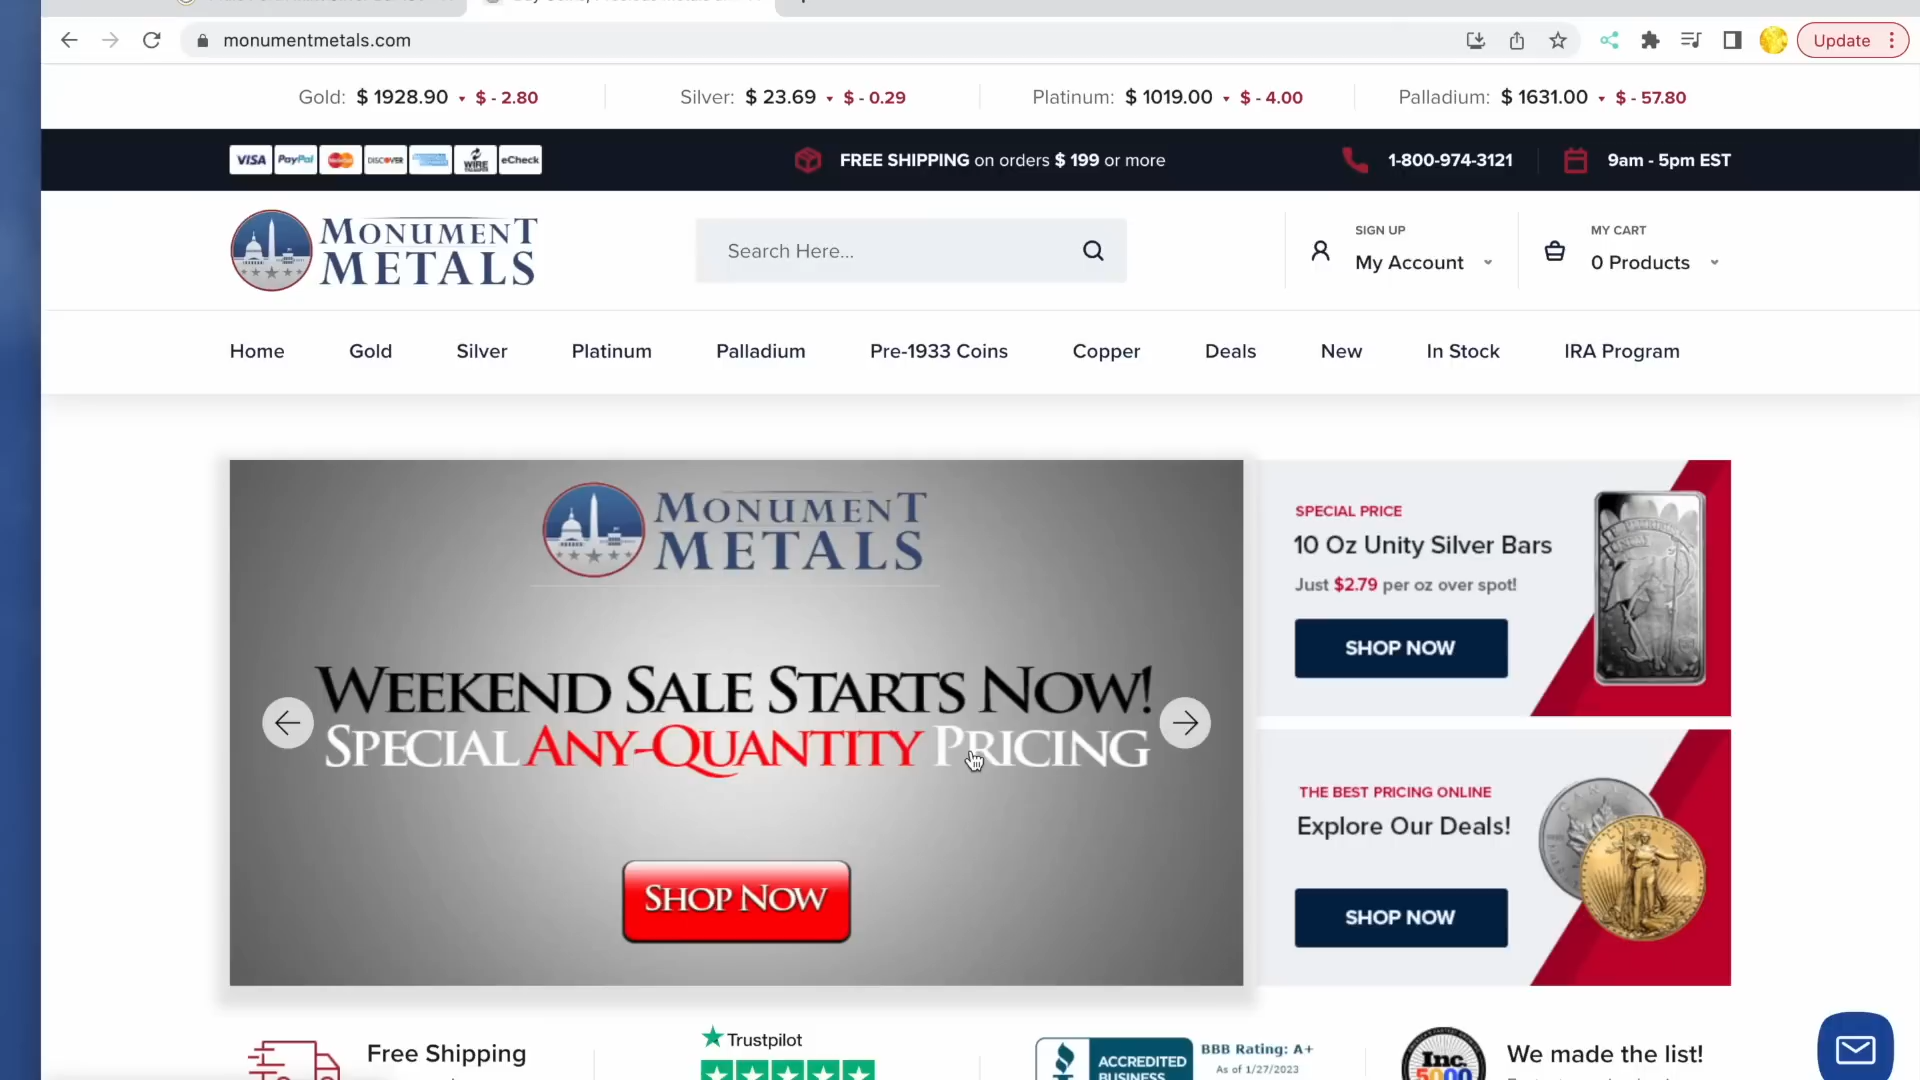 monumentmetals.com
Update
Gold: $ 1928.90 $ - 2.80
Silver: $ 23.69 $ - 0.29
Platinum: $ 1019.00 $ - 4.00
Palladium: $ 1631.00 $ - 57.80
VISA PayPal MasterCard DISCOVER WIRE TRANSFER eCheck
FREE SHIPPING on orders $ 199 or more
1-800-974-3121
9am - 5pm EST
MONUMENT
METALS
Search Here...
SIGN UP
My Account
MY CART
0 Products
Home Gold Silver Platinum Palladium Pre-1933 Coins Copper Deals New In Stock IRA Program
MONUMENT
METALS
WEEKEND SALE STARTS NOW!
SPECIAL ANY-QUANTITY PRICING
SHOP NOW
SPECIAL PRICE
10 Oz Unity Silver Bars
Just $2.79 per oz over spot!
SHOP NOW
THE BEST PRICING ONLINE
Explore Our Deals!
SHOP NOW
Free Shipping
Trustpilot
ACCREDITED
BUSINESS
BBB Rating: A+
As of 1/27/2023
Inc.
5000
We made the list!